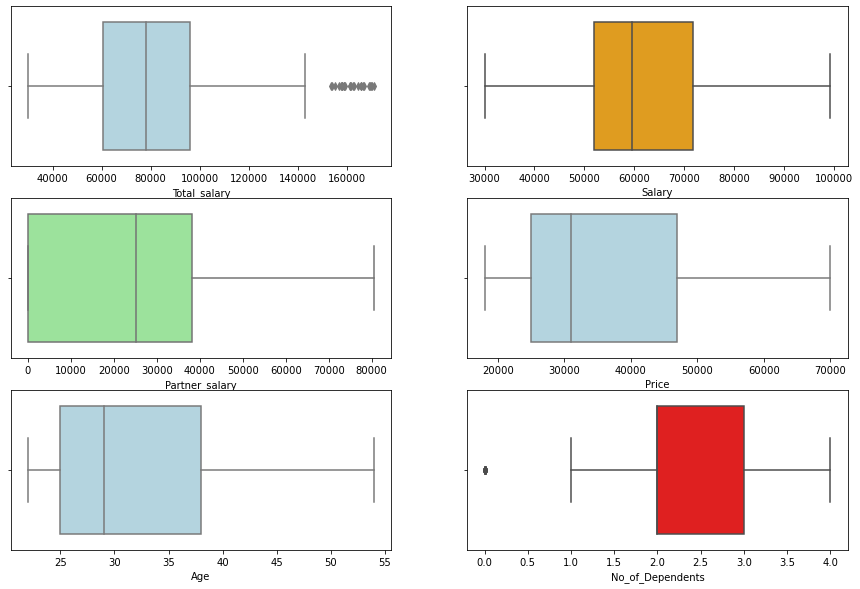 40000 60000 80000 100000 120000 140000 160000
Total_salary
30000 40000 50000 60000 70000 80000 90000 100000
Salary
0 10000 20000 30000 40000 50000 60000 70000 80000
Partner_salary
20000 30000 40000 50000 60000 70000
Price
25 30 35 40 45 50 55
Age
0.0 0.5 1.0 1.5 2.0 2.5 3.0 3.5 4.0
No_of_Dependents